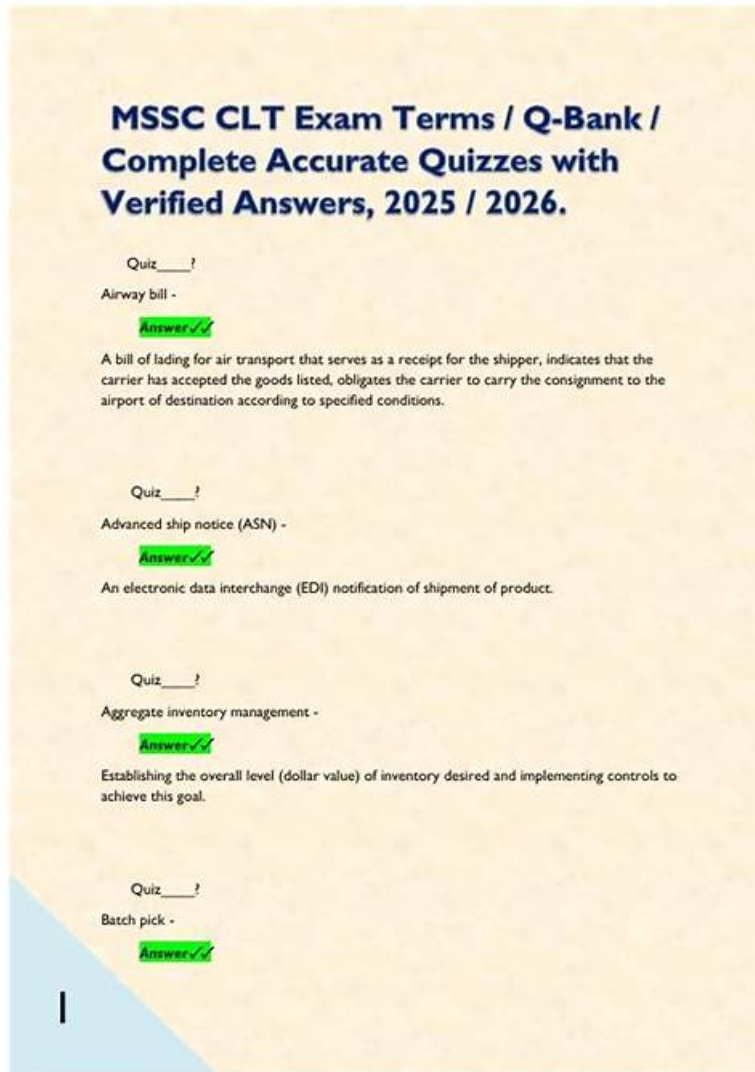 MSSC CLT Exam Terms / Q-Bank /
Complete Accurate Quizzes with
Verified Answers, 2025 / 2026.
Quiz____?
Airway bill -
Answer✓✓
A bill of lading for air transport that serves as a receipt for the shipper, indicates that the
carrier has accepted the goods listed, obligates the carrier to carry the consignment to the
airport of destination according to specified conditions.
Quiz____?
Advanced ship notice (ASN) -
Answer✓✓
An electronic data interchange (EDI) notification of shipment of product.
Quiz____?
Aggregate inventory management -
Answer✓✓
Establishing the overall level (dollar value) of inventory desired and implementing controls to
achieve this goal.
Quiz____?
Batch pick -
Answer✓✓
1